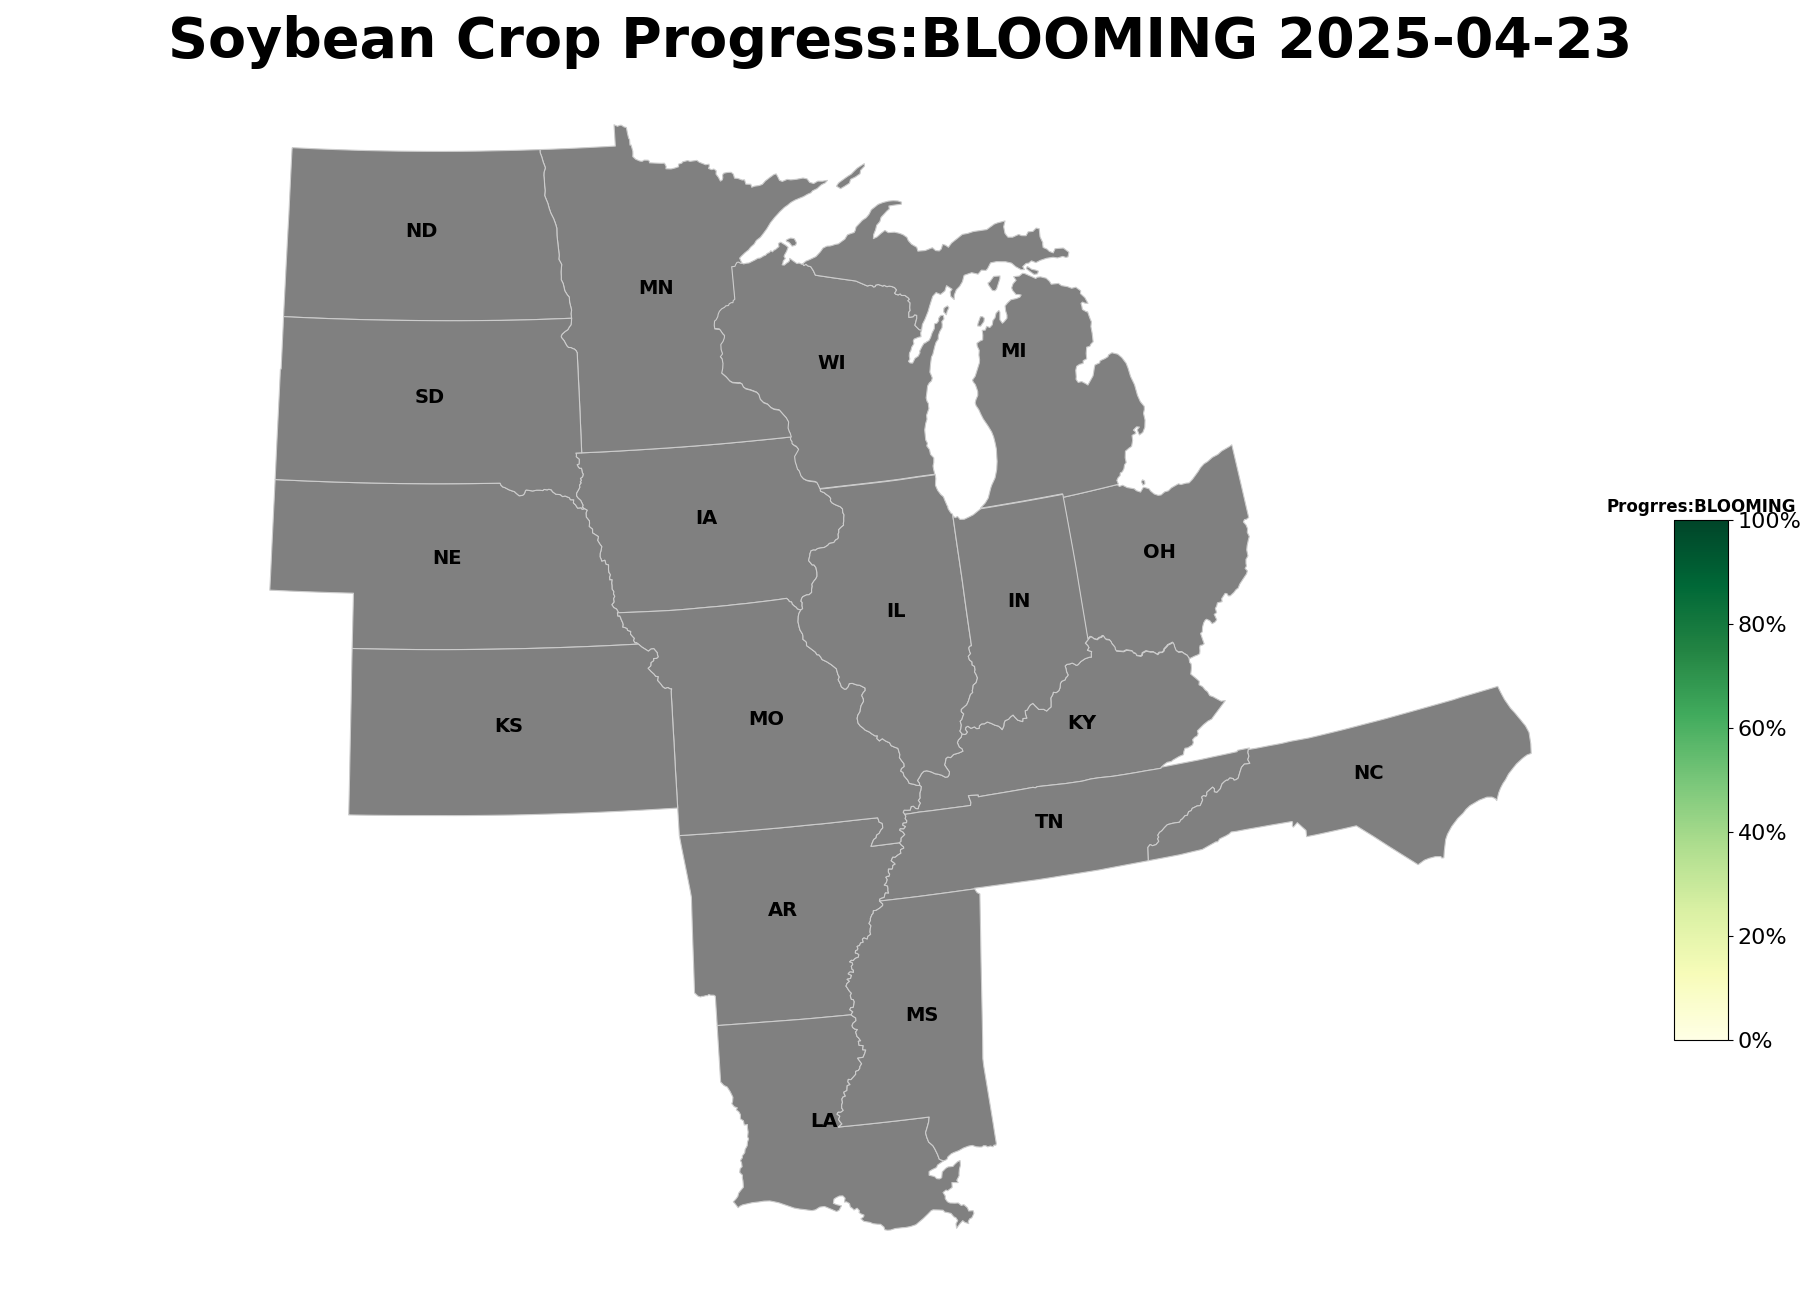 Soybean Crop Progress:BLOOMING 2025-04-23
ND
MN
WI
MI
SD
IA
NE
OH
IL
IN
KS
MO
KY
NC
TN
AR
MS
LA
Progrres:BLOOMING
100%
80%
60%
40%
20%
0%